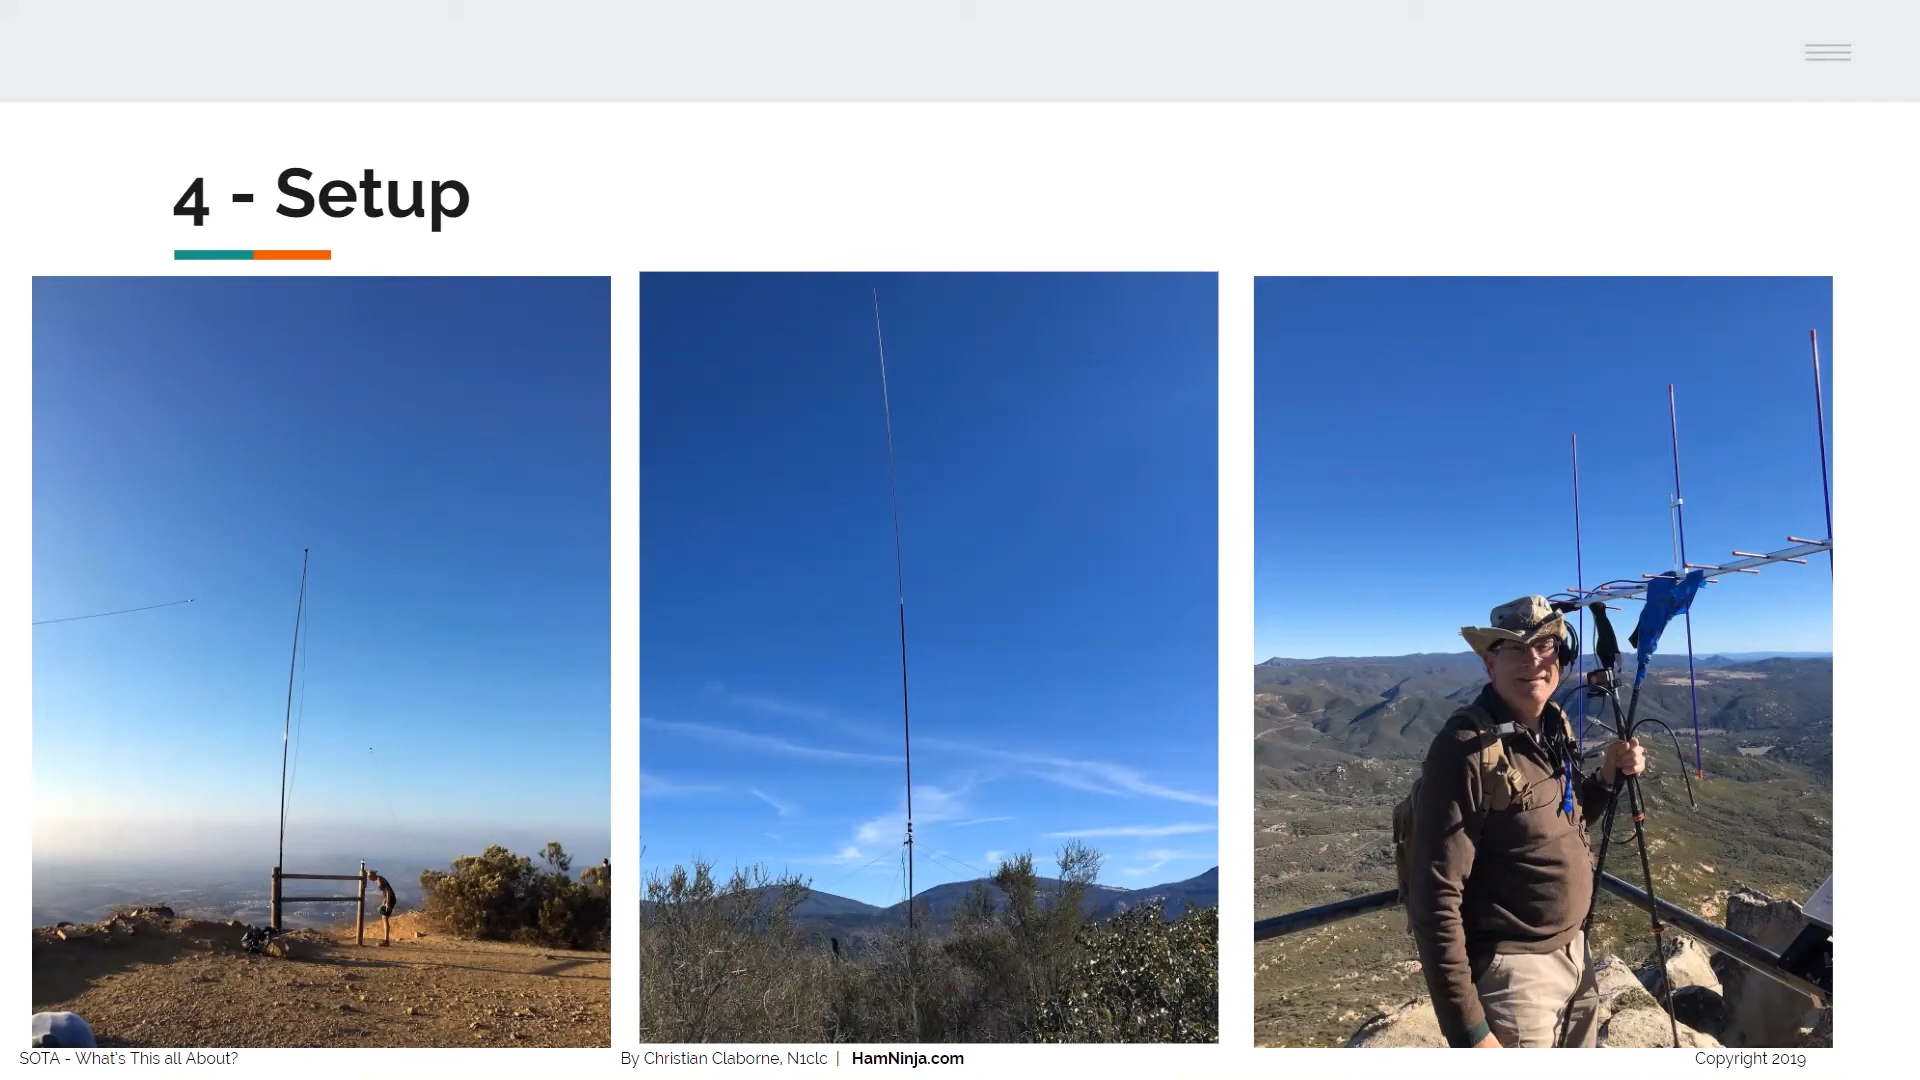 4 - Setup
SOTA - What's This all About?
By Christian Claborne, N1clc | HamNinja.com
Copyright 2019